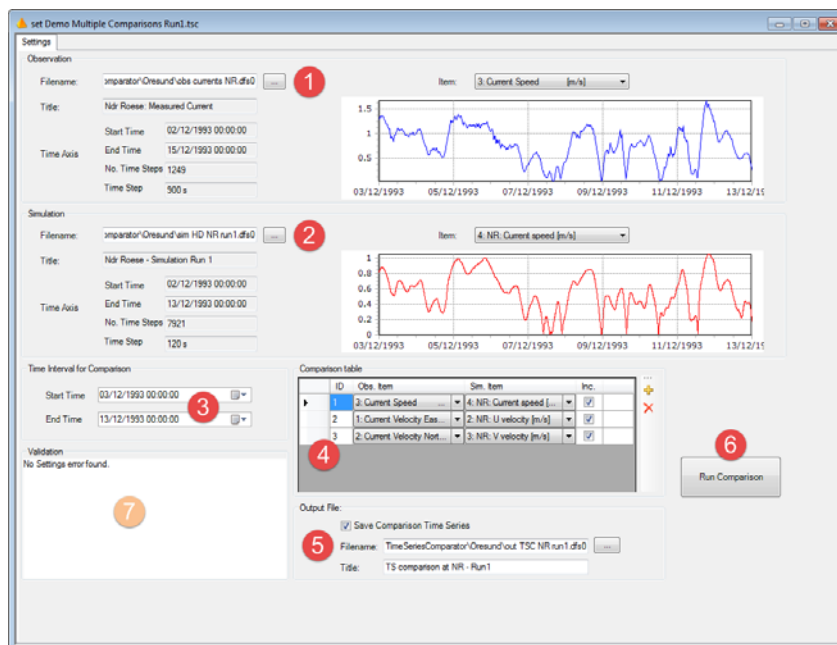 set Demo Multiple Comparisons Run1.tsc
Settings
Observation
Filename: omparator\Oresund\obs currents NR.dfs0 ... 1
Item: 3: Current Speed [m/s]
Title: Ndr Roese: Measured Current
Start Time 02/12/1993 00:00:00
Time Axis
End Time 15/12/1993 00:00:00
No. Time Steps 1249
Time Step 900 s
1.5
1
0.5
03/12/1993 05/12/1993 07/12/1993 09/12/1993 11/12/1993 13/12/19
Simulation
Filename: omparator\Oresund\sim HD NR run1.dfs0 ... 2
Item: 4: NR: Current speed [m/s]
Title: Ndr Roese - Simulation Run 1
Start Time 02/12/1993 00:00:00
Time Axis
End Time 13/12/1993 00:00:00
No. Time Steps 7921
Time Step 120 s
1
0.8
0.6
0.4
0.2
0
03/12/1993 05/12/1993 07/12/1993 09/12/1993 11/12/1993 13/12/19
Time Interval for Comparison
Start Time 03/12/1993 00:00:00
3
End Time 13/12/1993 00:00:00
Comparison table
ID Obs. Item Sim. Item Inc.
1 3: Current Speed ... 4: NR: Current speed [...
2 1: Current Velocity Eas... 2: NR: U velocity [m/s]
3 2: Current Velocity Nort... 3: NR: V velocity [m/s]
4
6
Run Comparison
Validation
No Settings error found.
7
Output File:
Save Comparison Time Series
5
Filename: TimeSeriesComparator\Oresund\out TSC NR run1.dfs0 ...
Title: TS comparison at NR - Run1